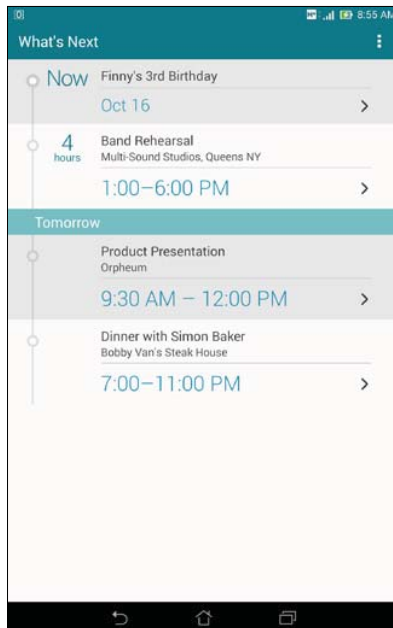 8:55 AM
What's Next
Now
Finny's 3rd Birthday
Oct 16
4
hours
Band Rehearsal
Multi-Sound Studios, Queens NY
1:00–6:00 PM
Tomorrow
Product Presentation
Orpheum
9:30 AM – 12:00 PM
Dinner with Simon Baker
Bobby Van's Steak House
7:00–11:00 PM